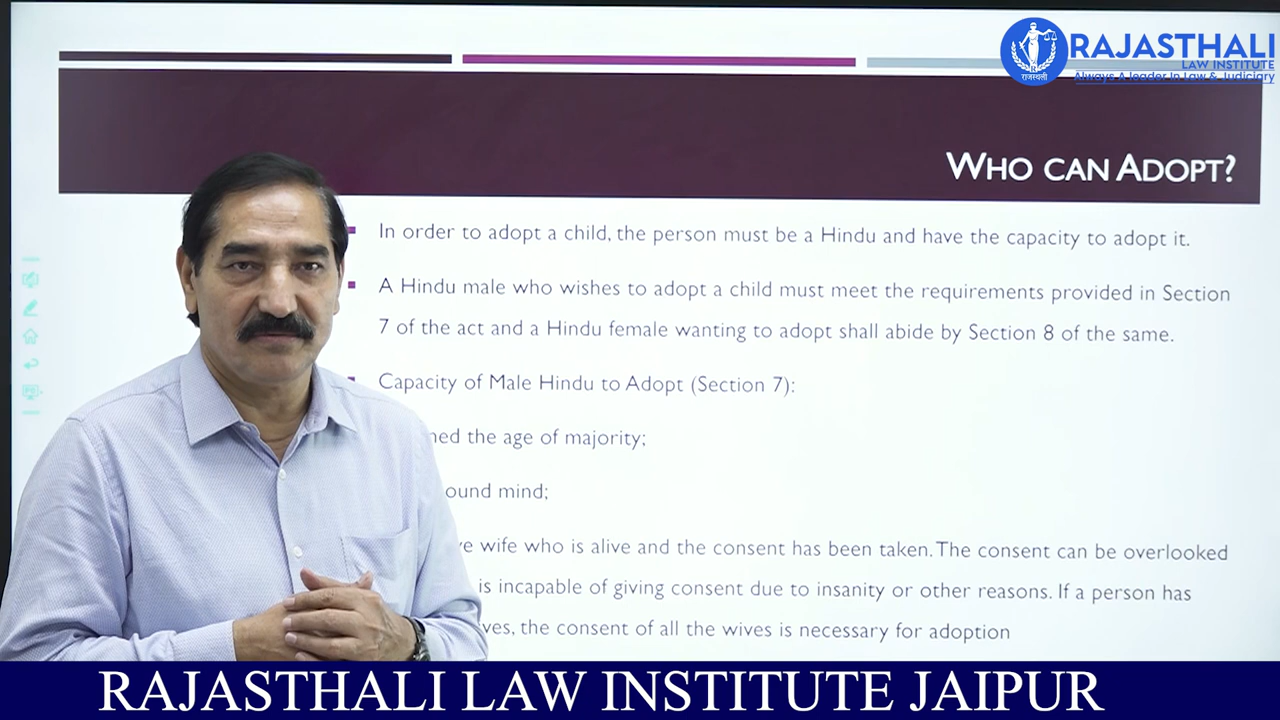 RAJASTHALI
LAW INSTITUTE
Always A leader In Law & Judiciary
राजस्थली
WHO CAN ADOPT?
In order to adopt a child, the person must be a Hindu and have the capacity to adopt it.
A Hindu male who wishes to adopt a child must meet the requirements provided in Section
7 of the act and a Hindu female wanting to adopt shall abide by Section 8 of the same.
Capacity of Male Hindu to Adopt (Section 7):
the age of majority;
mind;
wife who is alive and the consent has been taken. The consent can be overlooked
is incapable of giving consent due to insanity or other reasons. If a person has
the consent of all the wives is necessary for adoption
RAJASTHALI LAW INSTITUTE JAIPUR